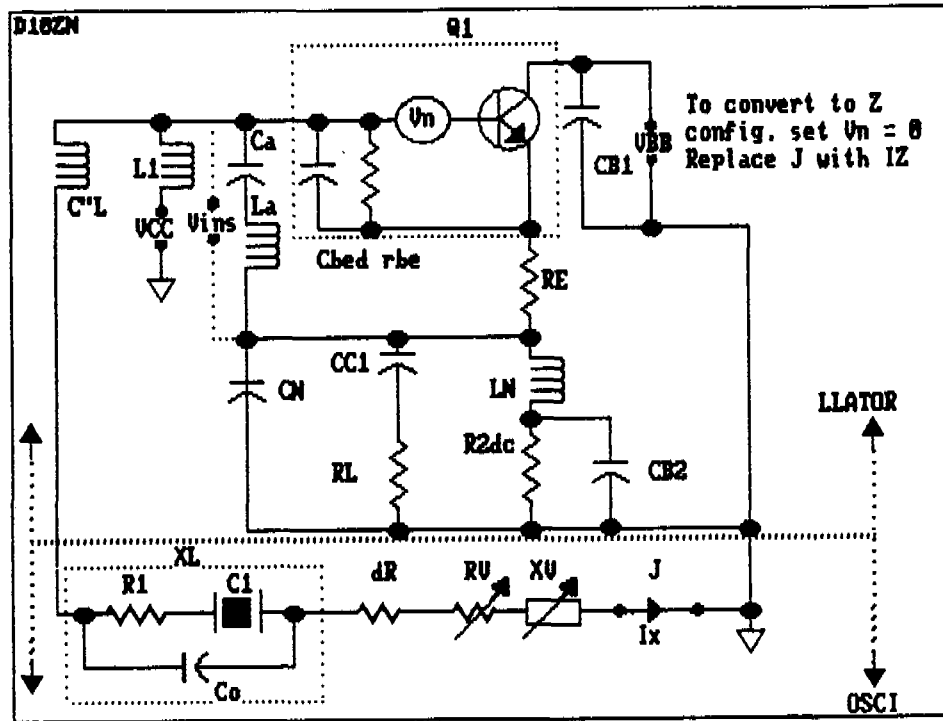 D18ZN
Q1
Vn
Ca
L1
C"L
VCC
Vins
La
CB1
VBB
To convert to Z
config. set Vn = 0
Replace J with IZ
Cbed rbe
RE
CC1
CN
LN
LLATOR
R2dc
RL
CB2
XL
R1
C1
dR
RV
XV
J
Ix
Co
OSCI